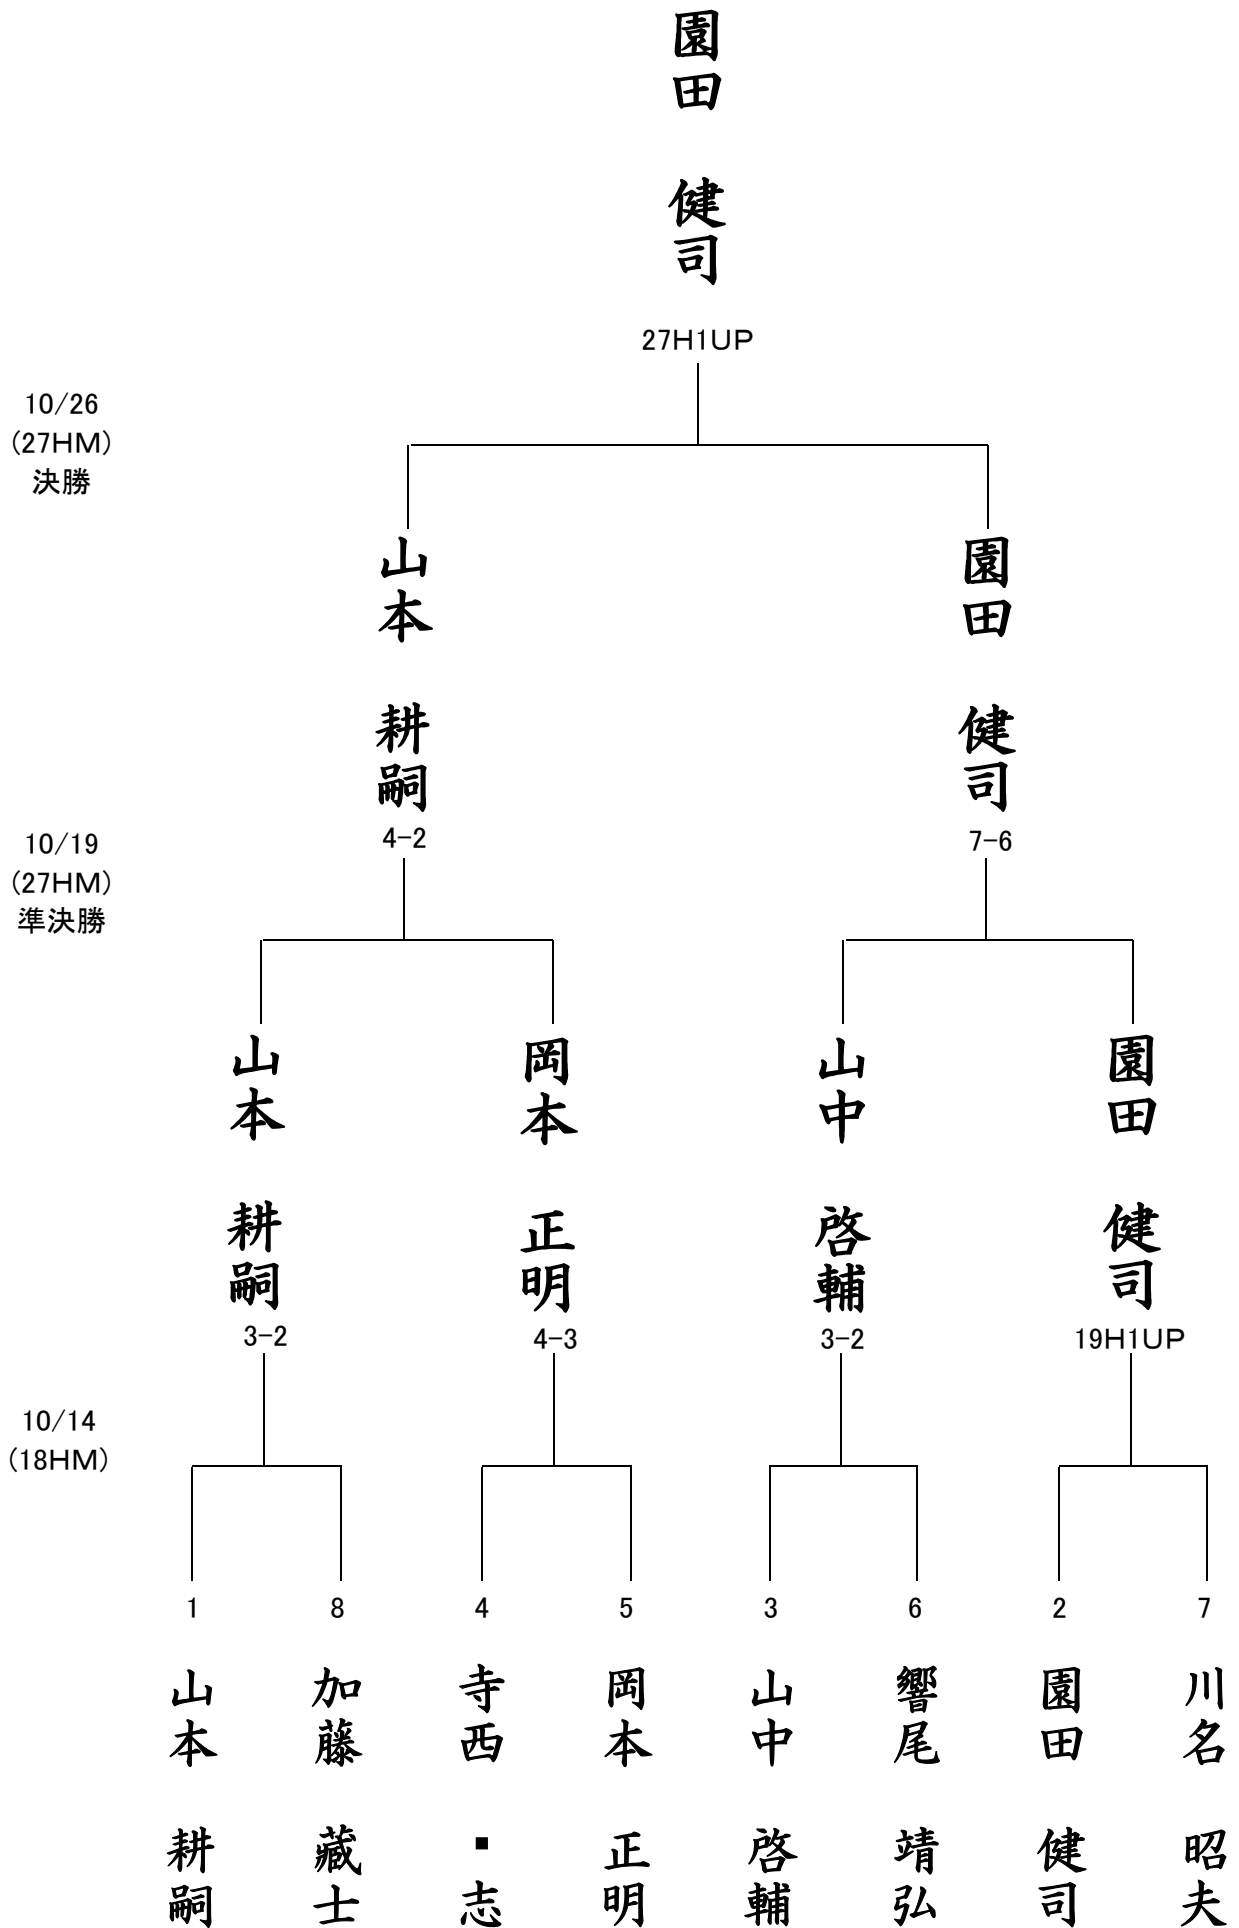 園田 健司
27H1UP
10/26
(27HM)
決勝
山本 耕嗣
園田 健司
4-2
7-6
10/19
(27HM)
準決勝
山本 耕嗣
岡本 正明
山中 啓輔
園田 健司
3-2
4-3
3-2
19H1UP
10/14
(18HM)
1
8
4
5
3
6
2
7
山本 耕嗣
加藤 藏士
寺西 ▪志
岡本 正明
山中 啓輔
響尾 靖弘
園田 健司
川名 昭夫